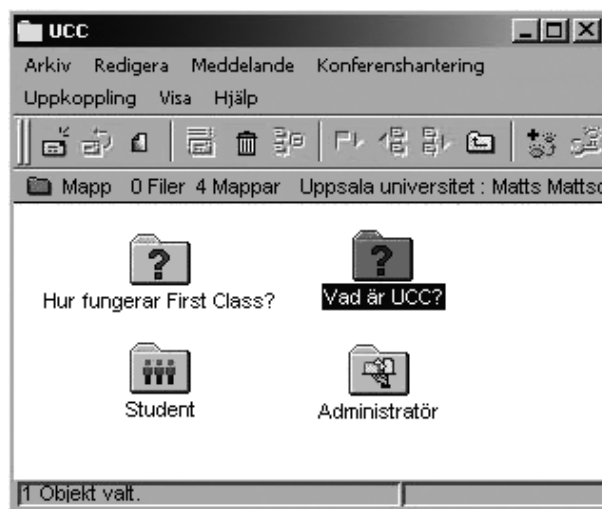 UCC
Arkiv Redigera Meddelande Konferenshantering
Uppkoppling Visa Hjälp
Mapp 0 Filer 4 Mappar Uppsala universitet : Matts
Hur fungerar First Class?
Vad är UCC?
Student
Administratör
1 Objekt valt.